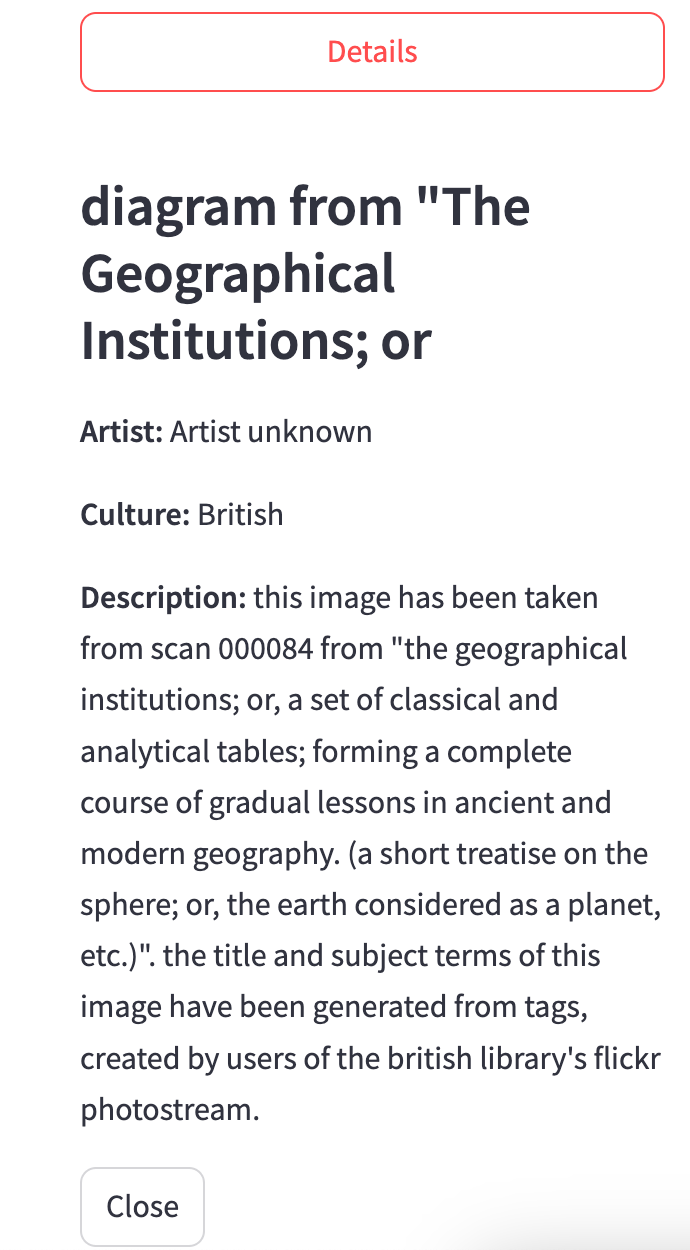 Details
diagram from "The
Geographical
Institutions; or
Artist: Artist unknown
Culture: British
Description: this image has been taken
from scan 000084 from "the geographical
institutions; or, a set of classical and
analytical tables; forming a complete
course of gradual lessons in ancient and
modern geography. (a short treatise on the
sphere; or, the earth considered as a planet,
etc.)". the title and subject terms of this
image have been generated from tags,
created by users of the british library's flickr
photostream.
Close